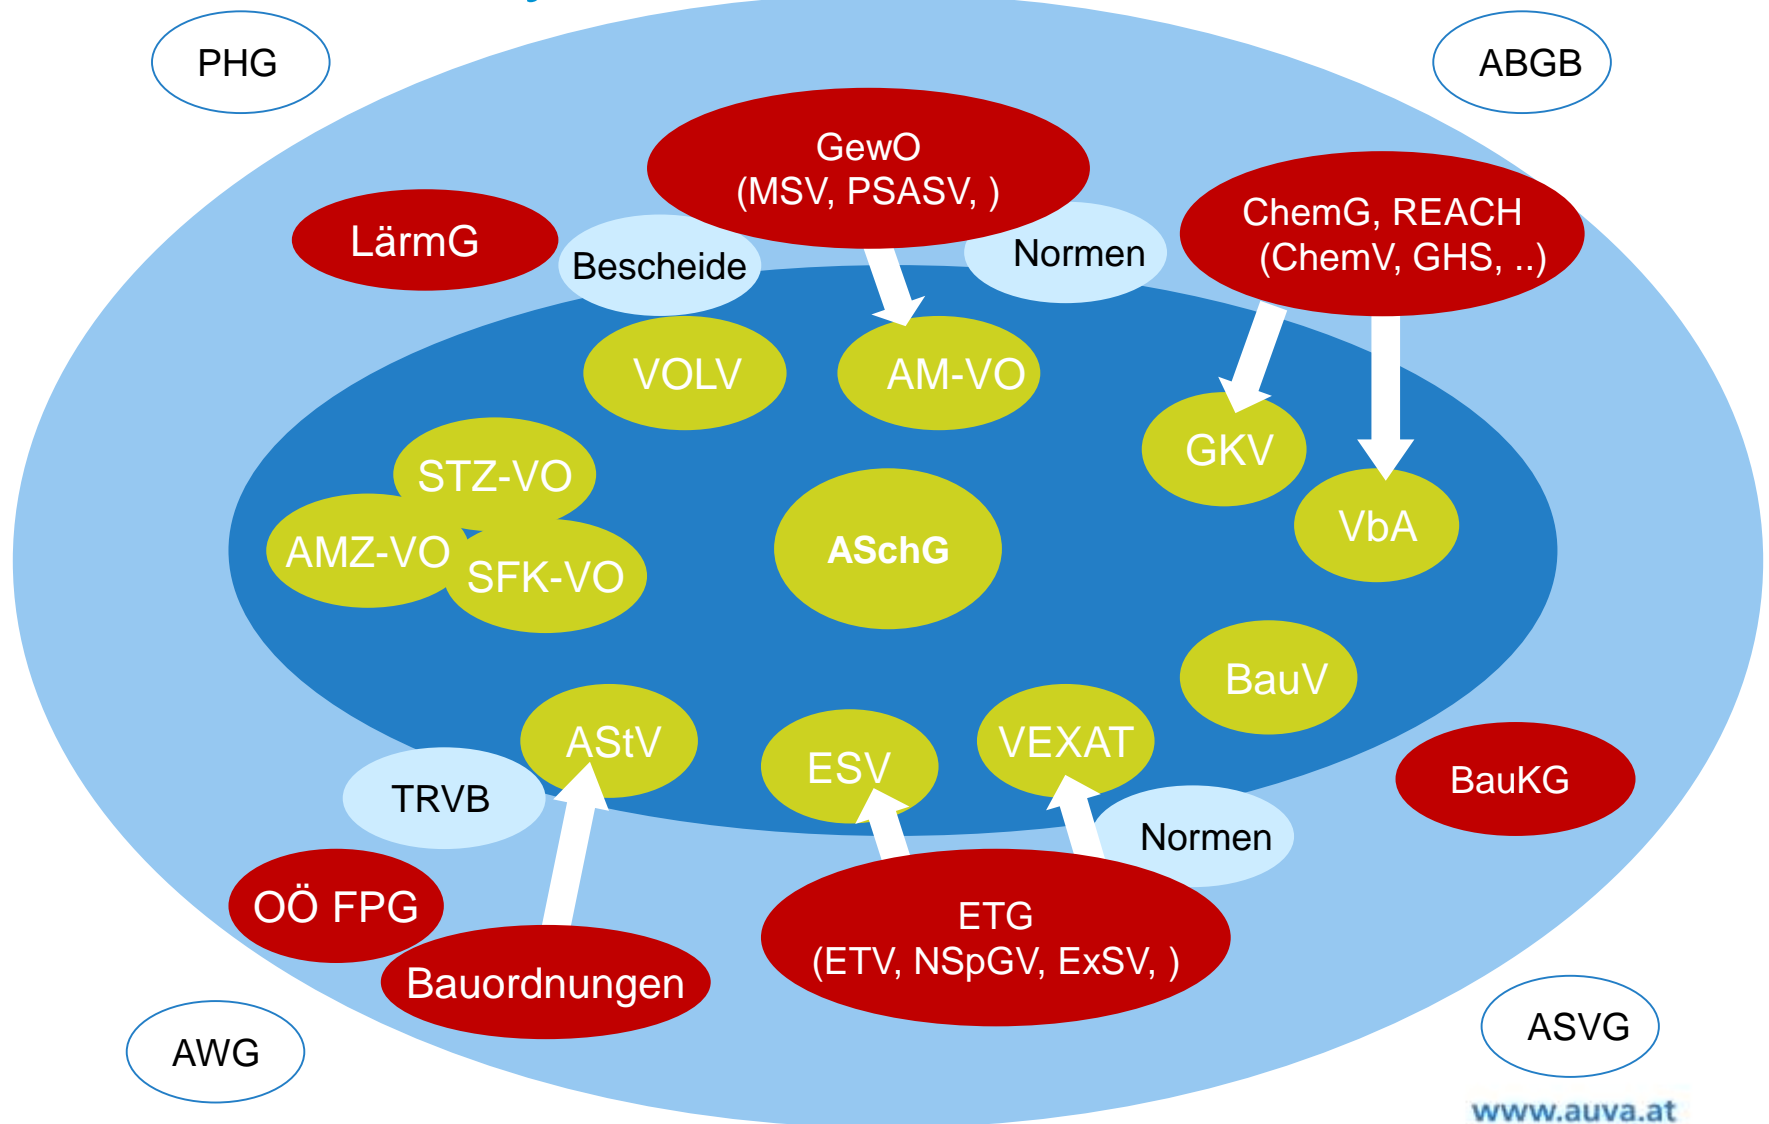 PHG
ABGB
GewO
(MSV, PSASV, )
ChemG, REACH
(ChemV, GHS, ..)
LärmG
Bescheide
Normen
VOLV
AM-VO
GKV
STZ-VO
VbA
AMZ-VO
SFK-VO
ASchG
BauV
AStV
ESV
VEXAT
TRVB
BauKG
Normen
OÖ FPG
ETG
(ETV, NSpGV, ExSV, )
Bauordnungen
AWG
ASVG
www.auva.at